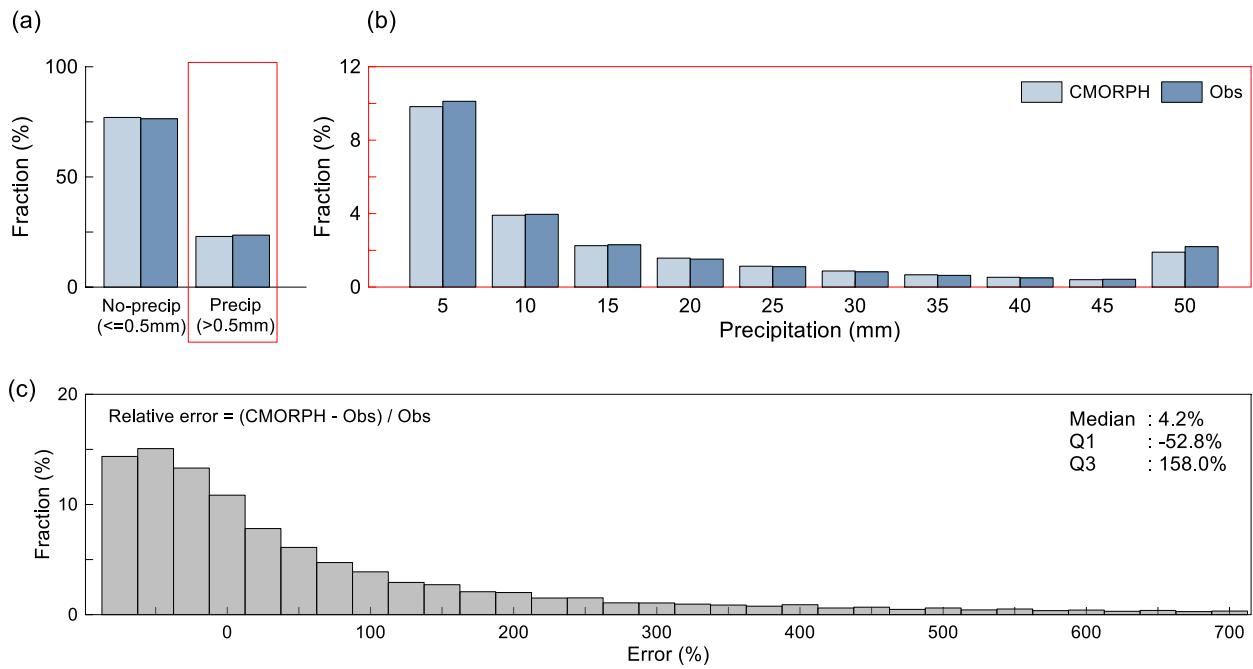 (a)
100
50
0
Fraction (%)
No-precip
(<=0.5mm)
Precip
(>0.5mm)
(b)
12
8
4
0
Fraction (%)
CMORPH
Obs
5 10 15 20 25 30 35 40 45 50
Precipitation (mm)
(c)
20
10
0
Fraction (%)
Relative error = (CMORPH - Obs) / Obs
Median : 4.2%
Q1 : -52.8%
Q3 : 158.0%
0 100 200 300 400 500 600 700
Error (%)